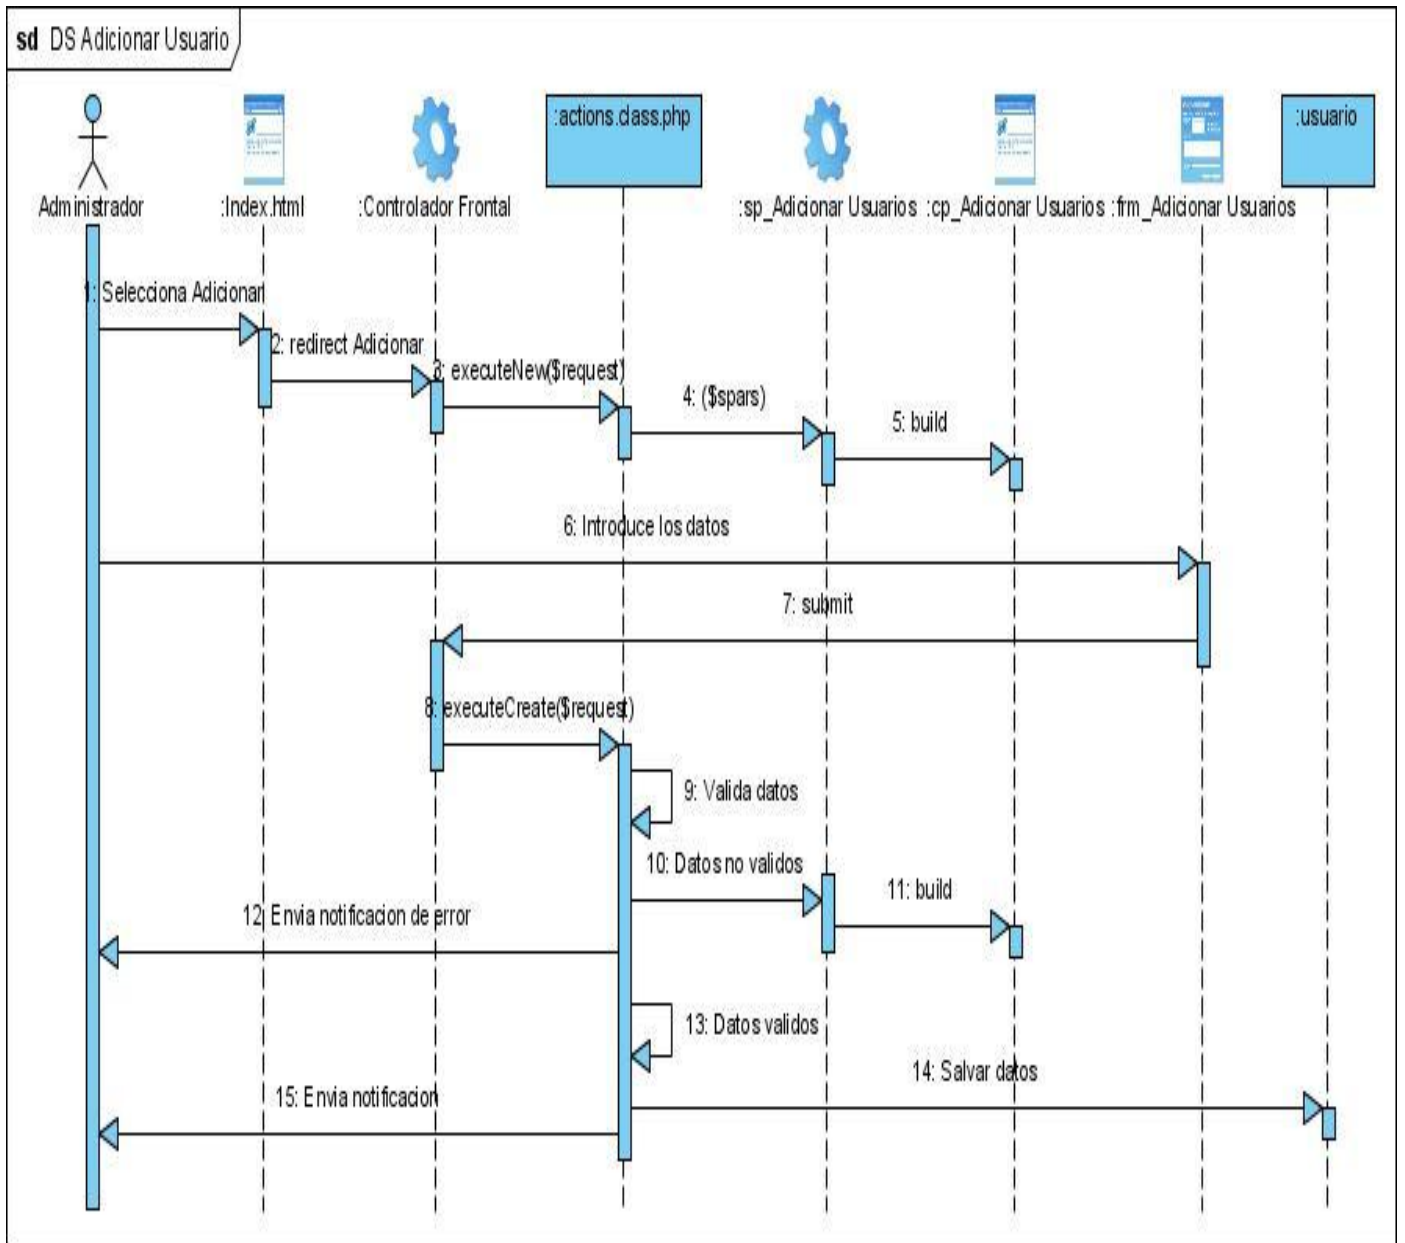 sd DS Adicionar Usuario
:actions.class.php
:usuario
Administrador
:Index.html
:Controlador Frontal
:sp_Adicionar Usuarios
:cp_Adicionar Usuarios
:frm_Adicionar Usuarios
1: Selecciona Adicionar
2: redirect Adicionar
3: executeNew($request)
4: ($spars)
5: build
6: Introduce los datos
7: submit
8: executeCreate($request)
9: Valida datos
10: Datos no validos
11: build
12: Envia notificacion de error
13: Datos validos
14: Salvar datos
15: Envia notificacion